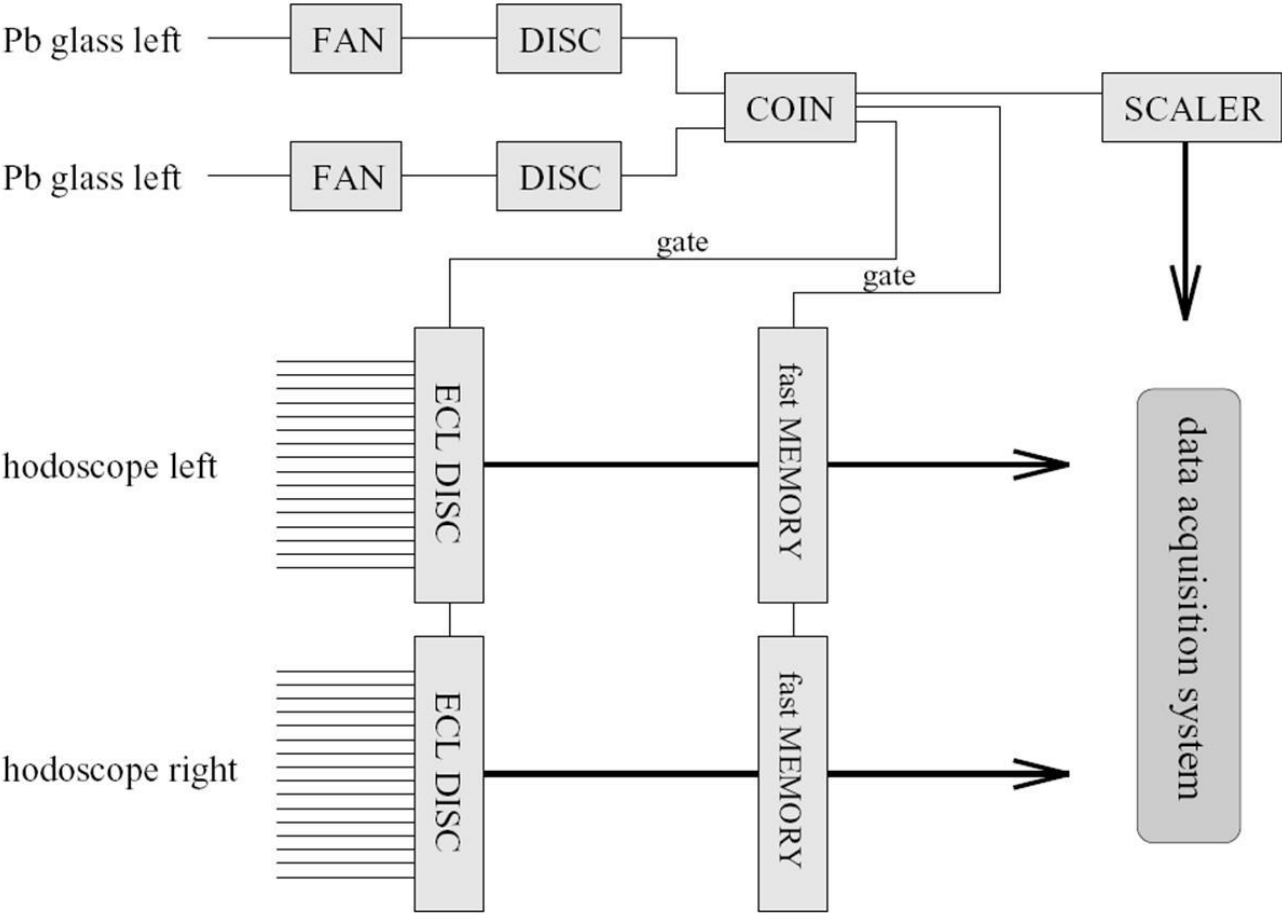 Pb glass left
FAN
DISC
COIN
SCALER
Pb glass left
FAN
DISC
gate
gate
hodoscope left
ECL DISC
fast MEMORY
data acquisition system
hodoscope right
ECL DISC
fast MEMORY